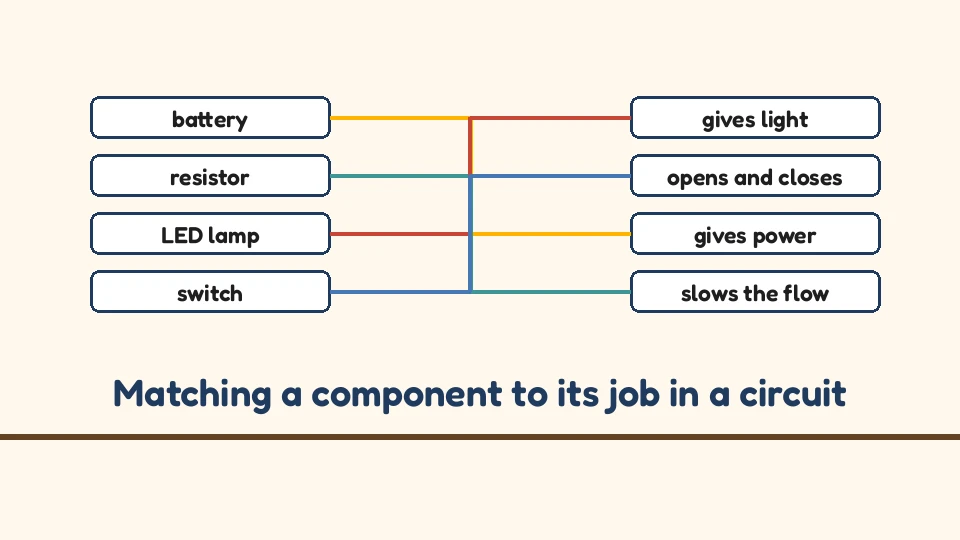 battery
gives light
resistor
opens and closes
LED lamp
gives power
switch
slows the flow
Matching a component to its job in a circuit